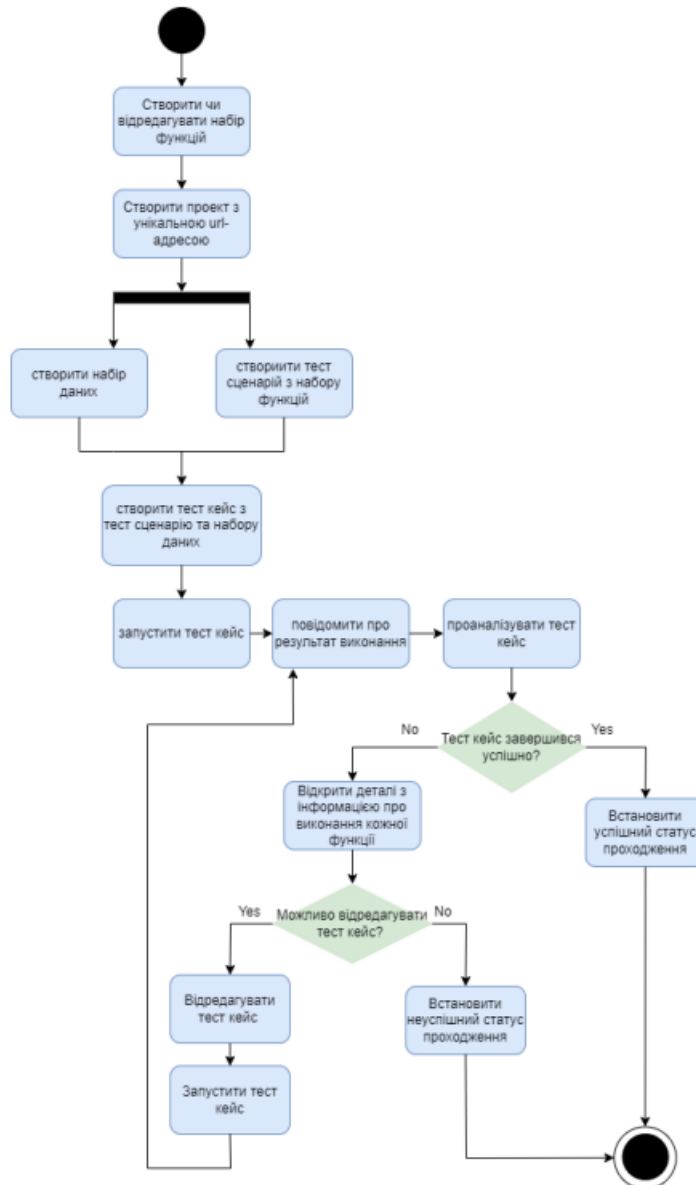 Створити чи
відредагувати набір
функцій
Створити проект з
унікальною url-
адресою
створити набір
даних
створиити тест
сценарій з набору
функцій
створити тест кейс з
тест сценарію та набору
даних
запустити тест кейс
повідомити про
результат виконання
проаналізувати тест
кейс
No
Тест кейс завершився
успішно?
Yes
Відкрити деталі з
інформацією про
виконання кожної
функції
Встановити
успішний статус
проходження
Yes
Можливо відредагувати
тест кейс?
No
Відредагувати
тест кейс
Встановити
неуспішний статус
проходження
Запустити тест
кейс